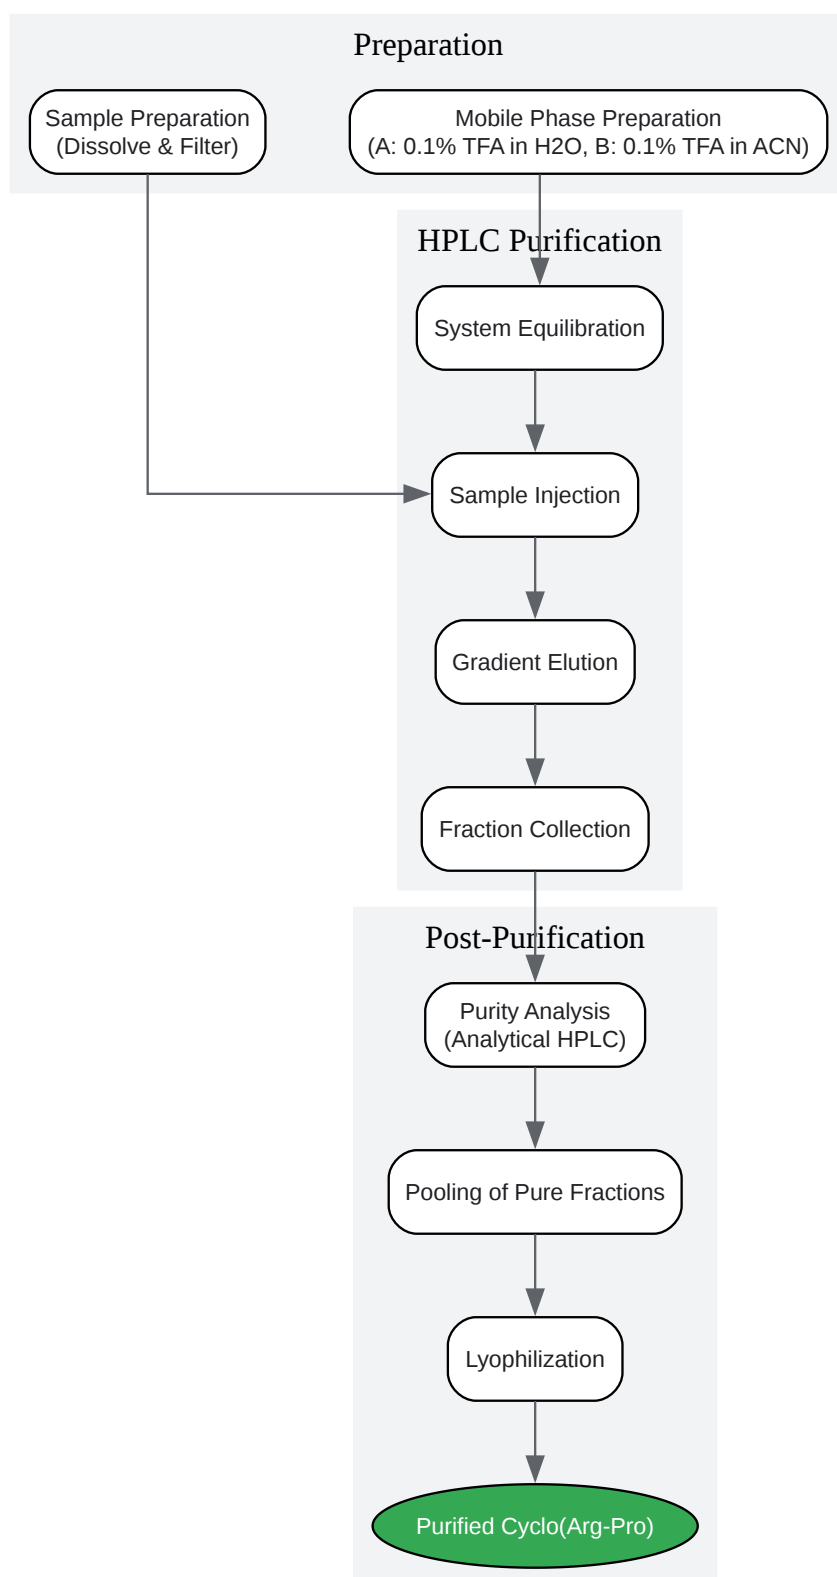 Preparation
Sample Preparation
(Dissolve & Filter)
Mobile Phase Preparation
(A: 0.1% TFA in H2O, B: 0.1% TFA in ACN)
HPLC Purification
System Equilibration
Sample Injection
Gradient Elution
Fraction Collection
Post-Purification
Purity Analysis
(Analytical HPLC)
Pooling of Pure Fractions
Lyophilization
Purified Cyclo(Arg-Pro)